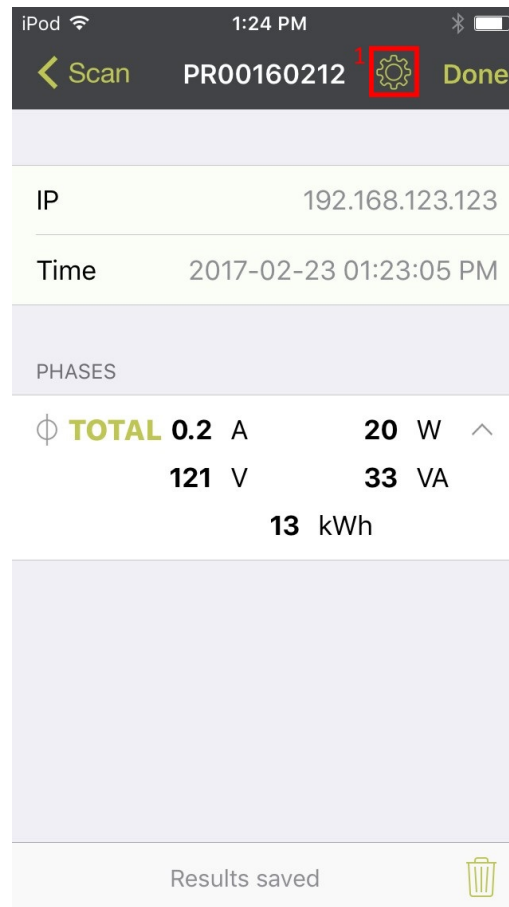 iPod 1:24 PM
Scan PR00160212 1 Done
IP 192.168.123.123
Time 2017-02-23 01:23:05 PM
PHASES
ϕ TOTAL 0.2 A 20 W
121 V 33 VA
13 kWh
Results saved